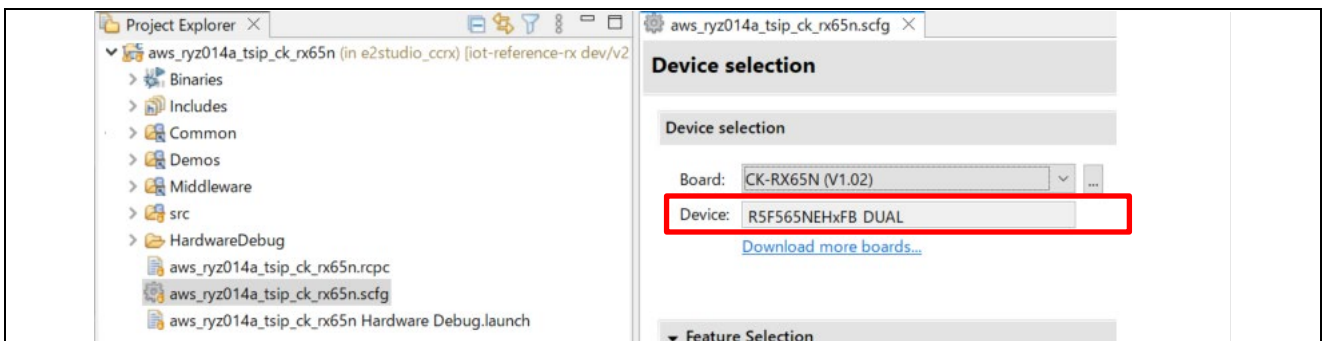 Project Explorer
aws_ryz014a_tsip_ck_rx65n (in e2studio_ccrx) [iot-reference-rx dev/v2
Binaries
Includes
Common
Demos
Middleware
src
HardwareDebug
aws_ryz014a_tsip_ck_rx65n.rcpc
aws_ryz014a_tsip_ck_rx65n.scfg
aws_ryz014a_tsip_ck_rx65n Hardware Debug.launch
aws_ryz014a_tsip_ck_rx65n.scfg
Device selection
Device selection
Board: CK-RX65N (V1.02) ...
Device: R5F565NEHxFB DUAL
Download more boards...
Feature Selection